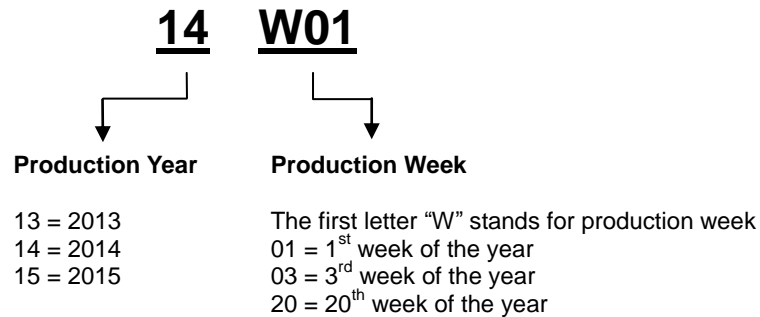 14 W01
Production Year Production Week
13 = 2013 The first letter “W” stands for production week
14 = 2014 01 = 1st week of the year
15 = 2015 03 = 3rd week of the year
20 = 20th week of the year